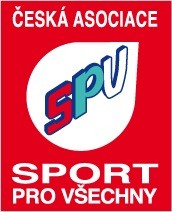 ČESKÁ ASOCIACE
SPV
SPORT
PRO VŠECHNY